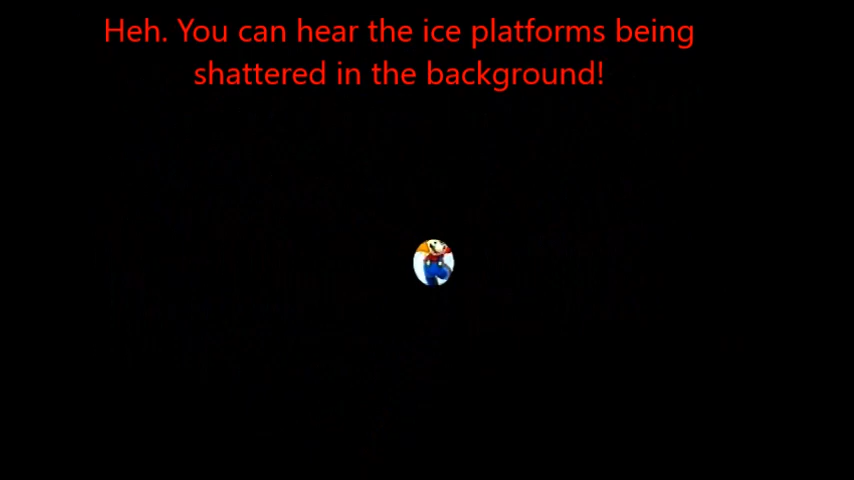 Heh. You can hear the ice platforms being
shattered in the background!